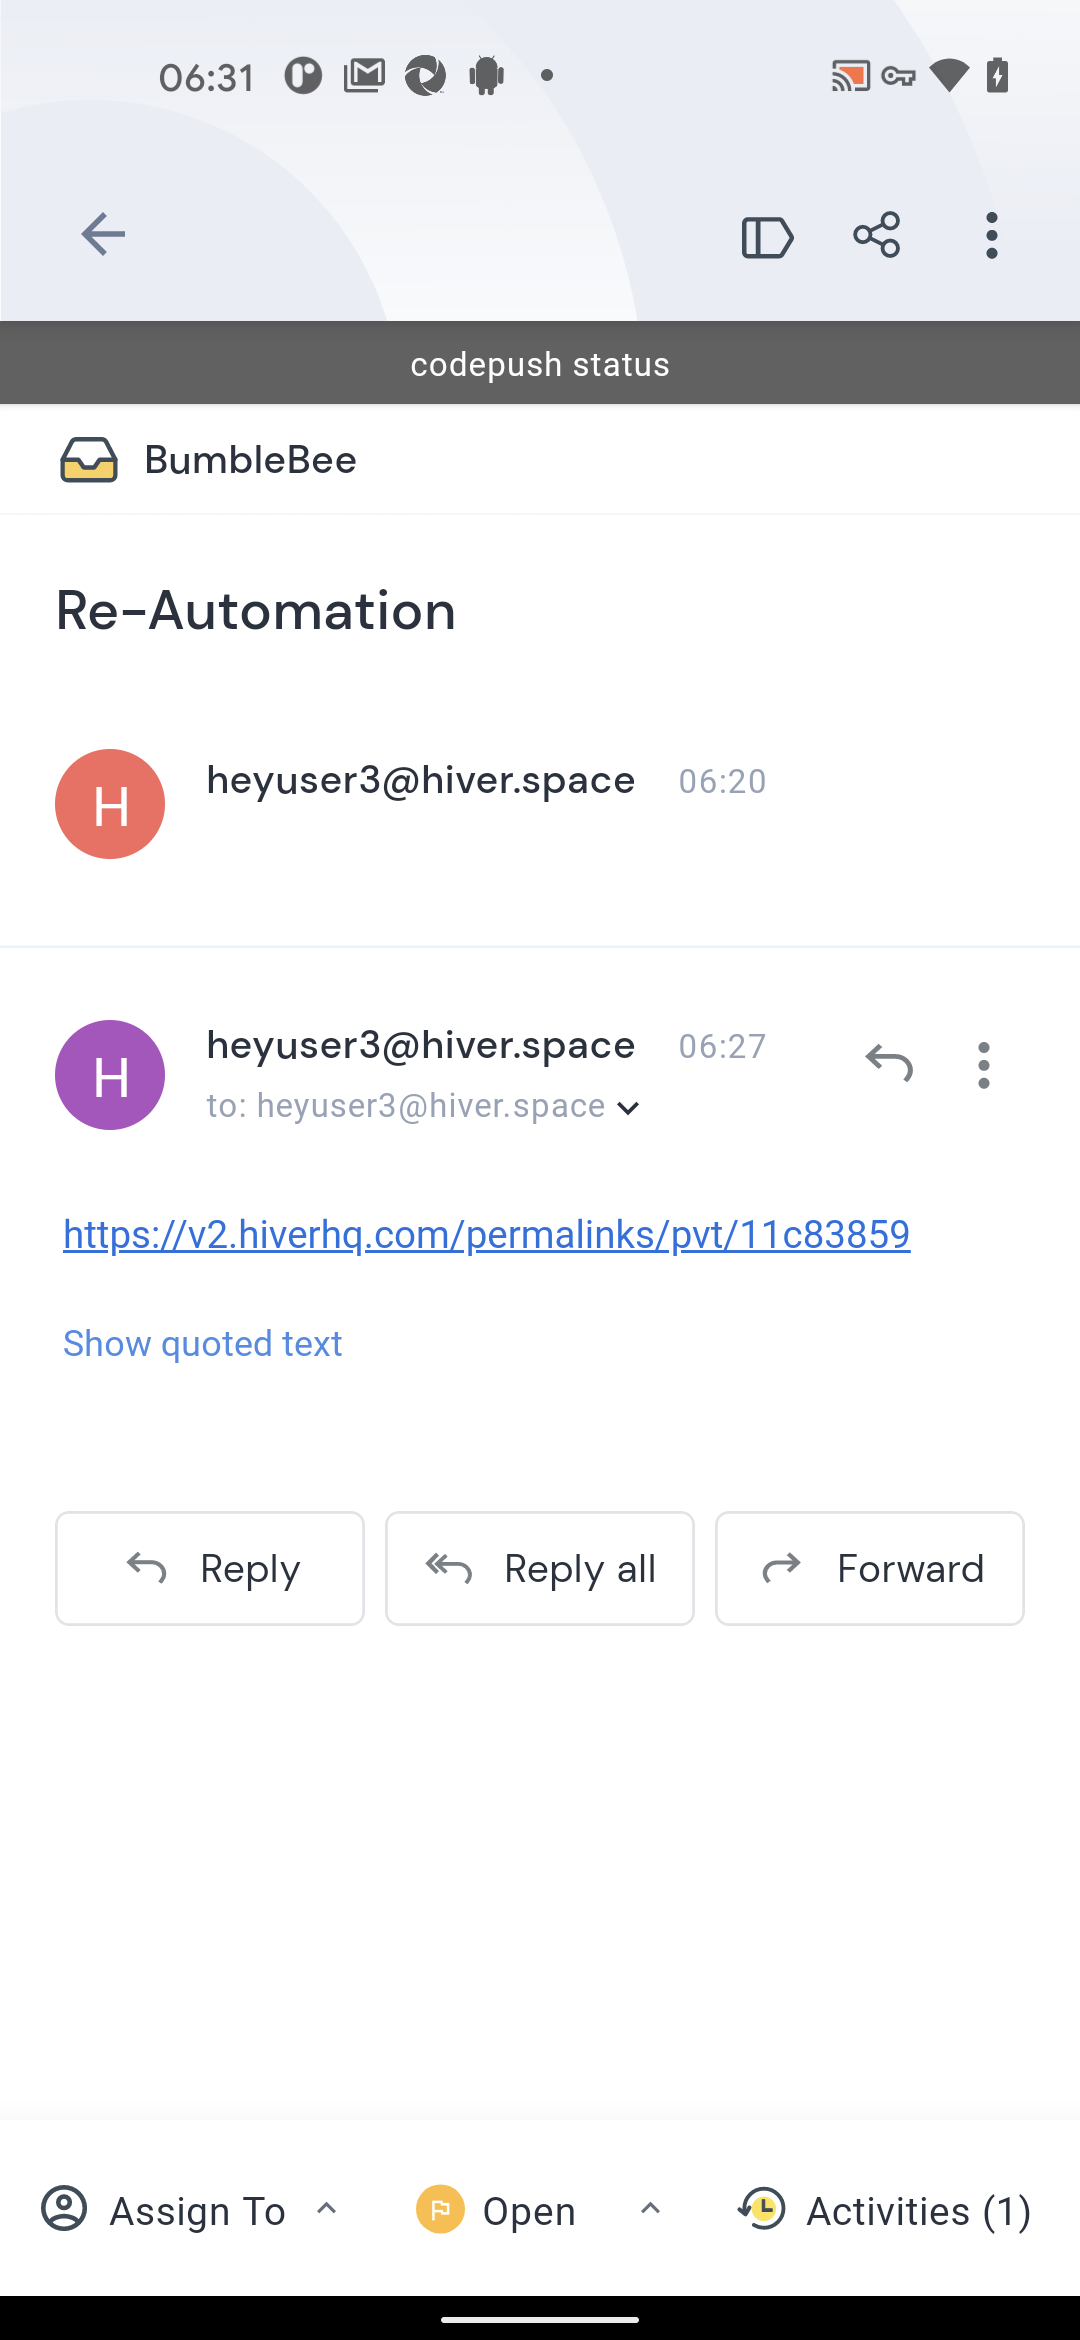 06:31
codepush status
BumbleBee
Re-Automation
H
heyuser3@hiver.space 06:20
H
heyuser3@hiver.space 06:27
to: heyuser3@hiver.space
https://v2.hiverhq.com/permalinks/pvt/11c83859
Show quoted text
Reply Reply all Forward
Assign To Open Activities (1)